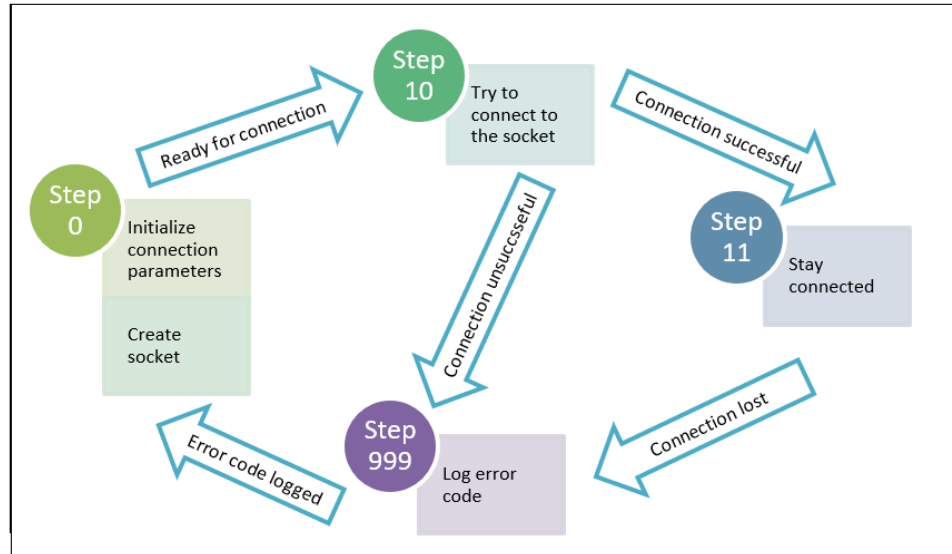 Step
10
Try to
connect to
the socket
Ready for connection
Connection successful
Step
0
Initialize
connection
parameters
Create
socket
Connection unsuccsseful
Step
11
Stay
connected
Connection lost
Step
999
Log error
code
Error code logged